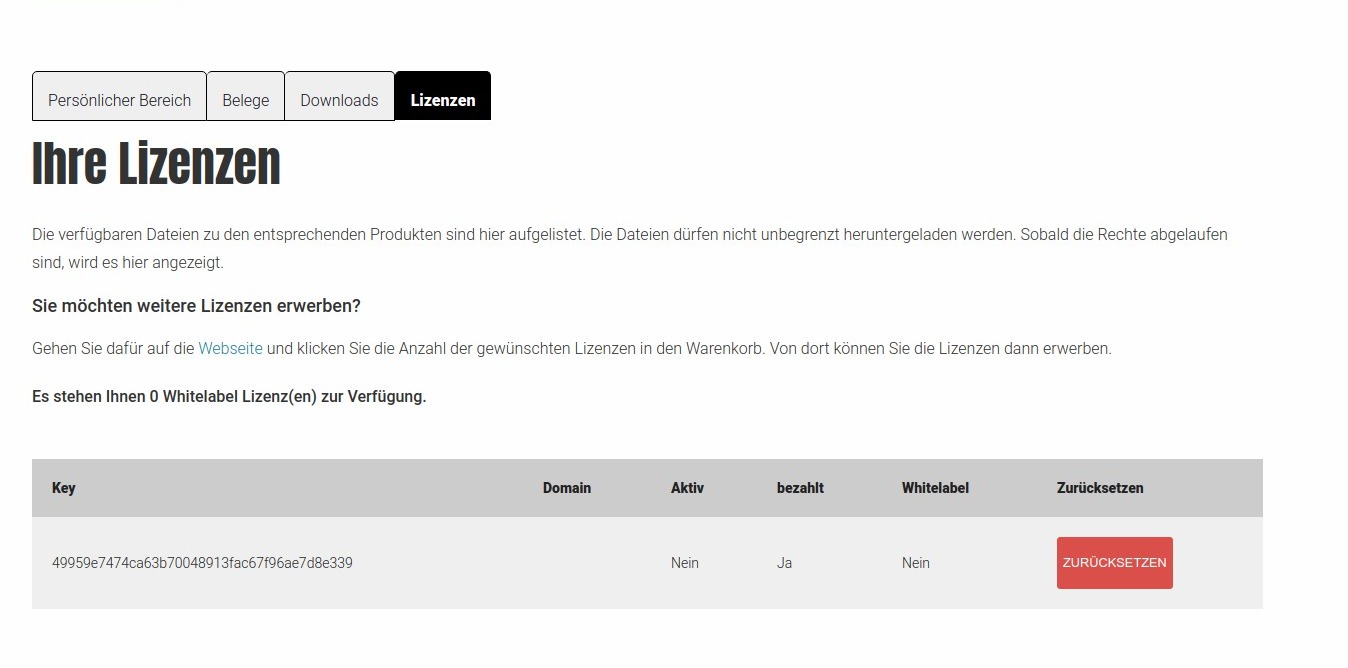 Persönlicher Bereich Belege Downloads Lizenzen
Ihre Lizenzen
Die verfügbaren Dateien zu den entsprechenden Produkten sind hier aufgelistet. Die Dateien dürfen nicht unbegrenzt heruntergeladen werden. Sobald die Rechte abgelaufen
sind, wird es hier angezeigt.
Sie möchten weitere Lizenzen erwerben?
Gehen Sie dafür auf die Webseite und klicken Sie die Anzahl der gewünschten Lizenzen in den Warenkorb. Von dort können Sie die Lizenzen dann erwerben.
Es stehen Ihnen 0 Whitelabel Lizenz(en) zur Verfügung.
Key Domain Aktiv bezahlt Whitelabel Zurücksetzen
49959e7474ca63b70048913fac67f96ae7d8e339 Nein Ja Nein ZURÜCKSETZEN